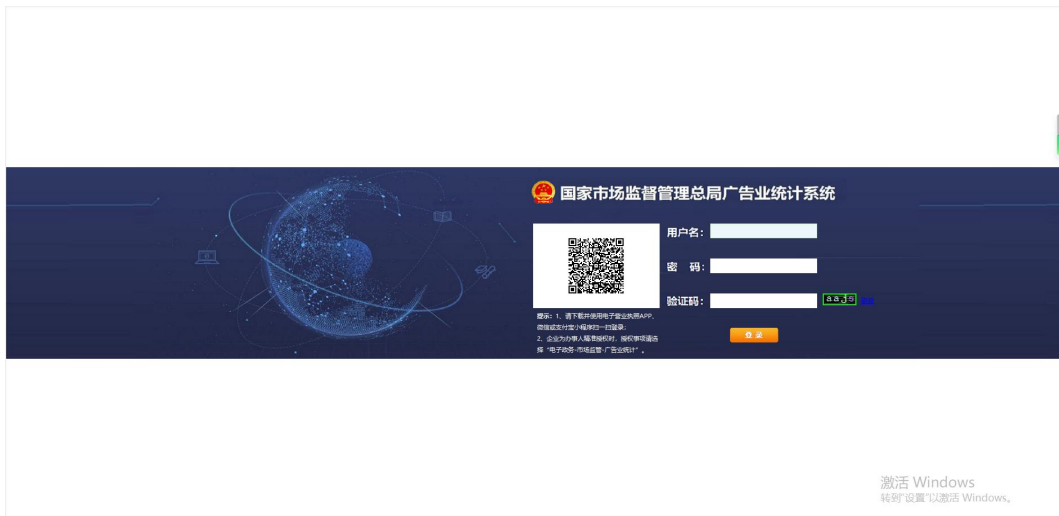 国家市场监督管理总局广告业统计系统
用户名：
密 码：
验证码：
aajs
提示：1、请下载并使用电子营业执照APP、
微信或支付宝小程序扫一扫登录；
2、企业为办事人员准授权时，授权事项请选
择“电子政务-市场监管-广告业统计”。
登 录
激活 Windows
转到“设置”以激活 Windows。